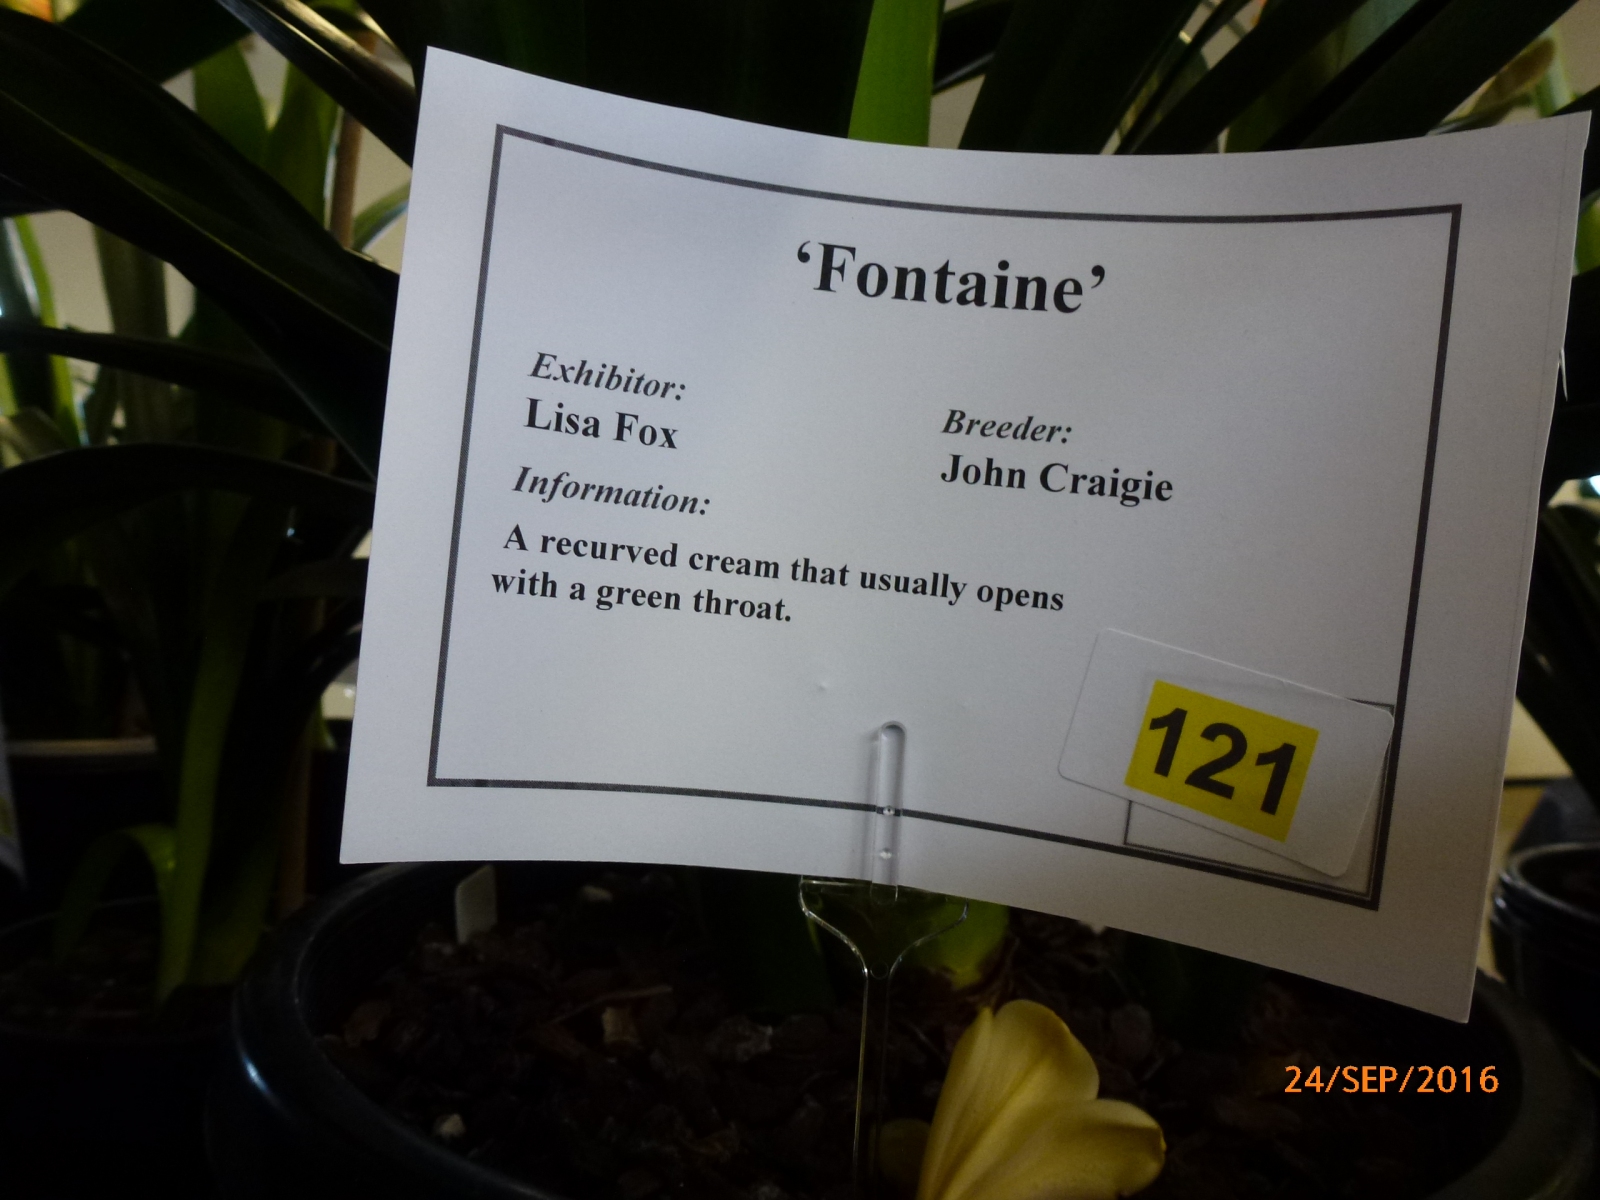 ‘Fontaine’
Exhibitor:
Lisa Fox
Breeder:
John Craigie
Information:
A recurved cream that usually opens
with a green throat.
121
24/SEP/2016